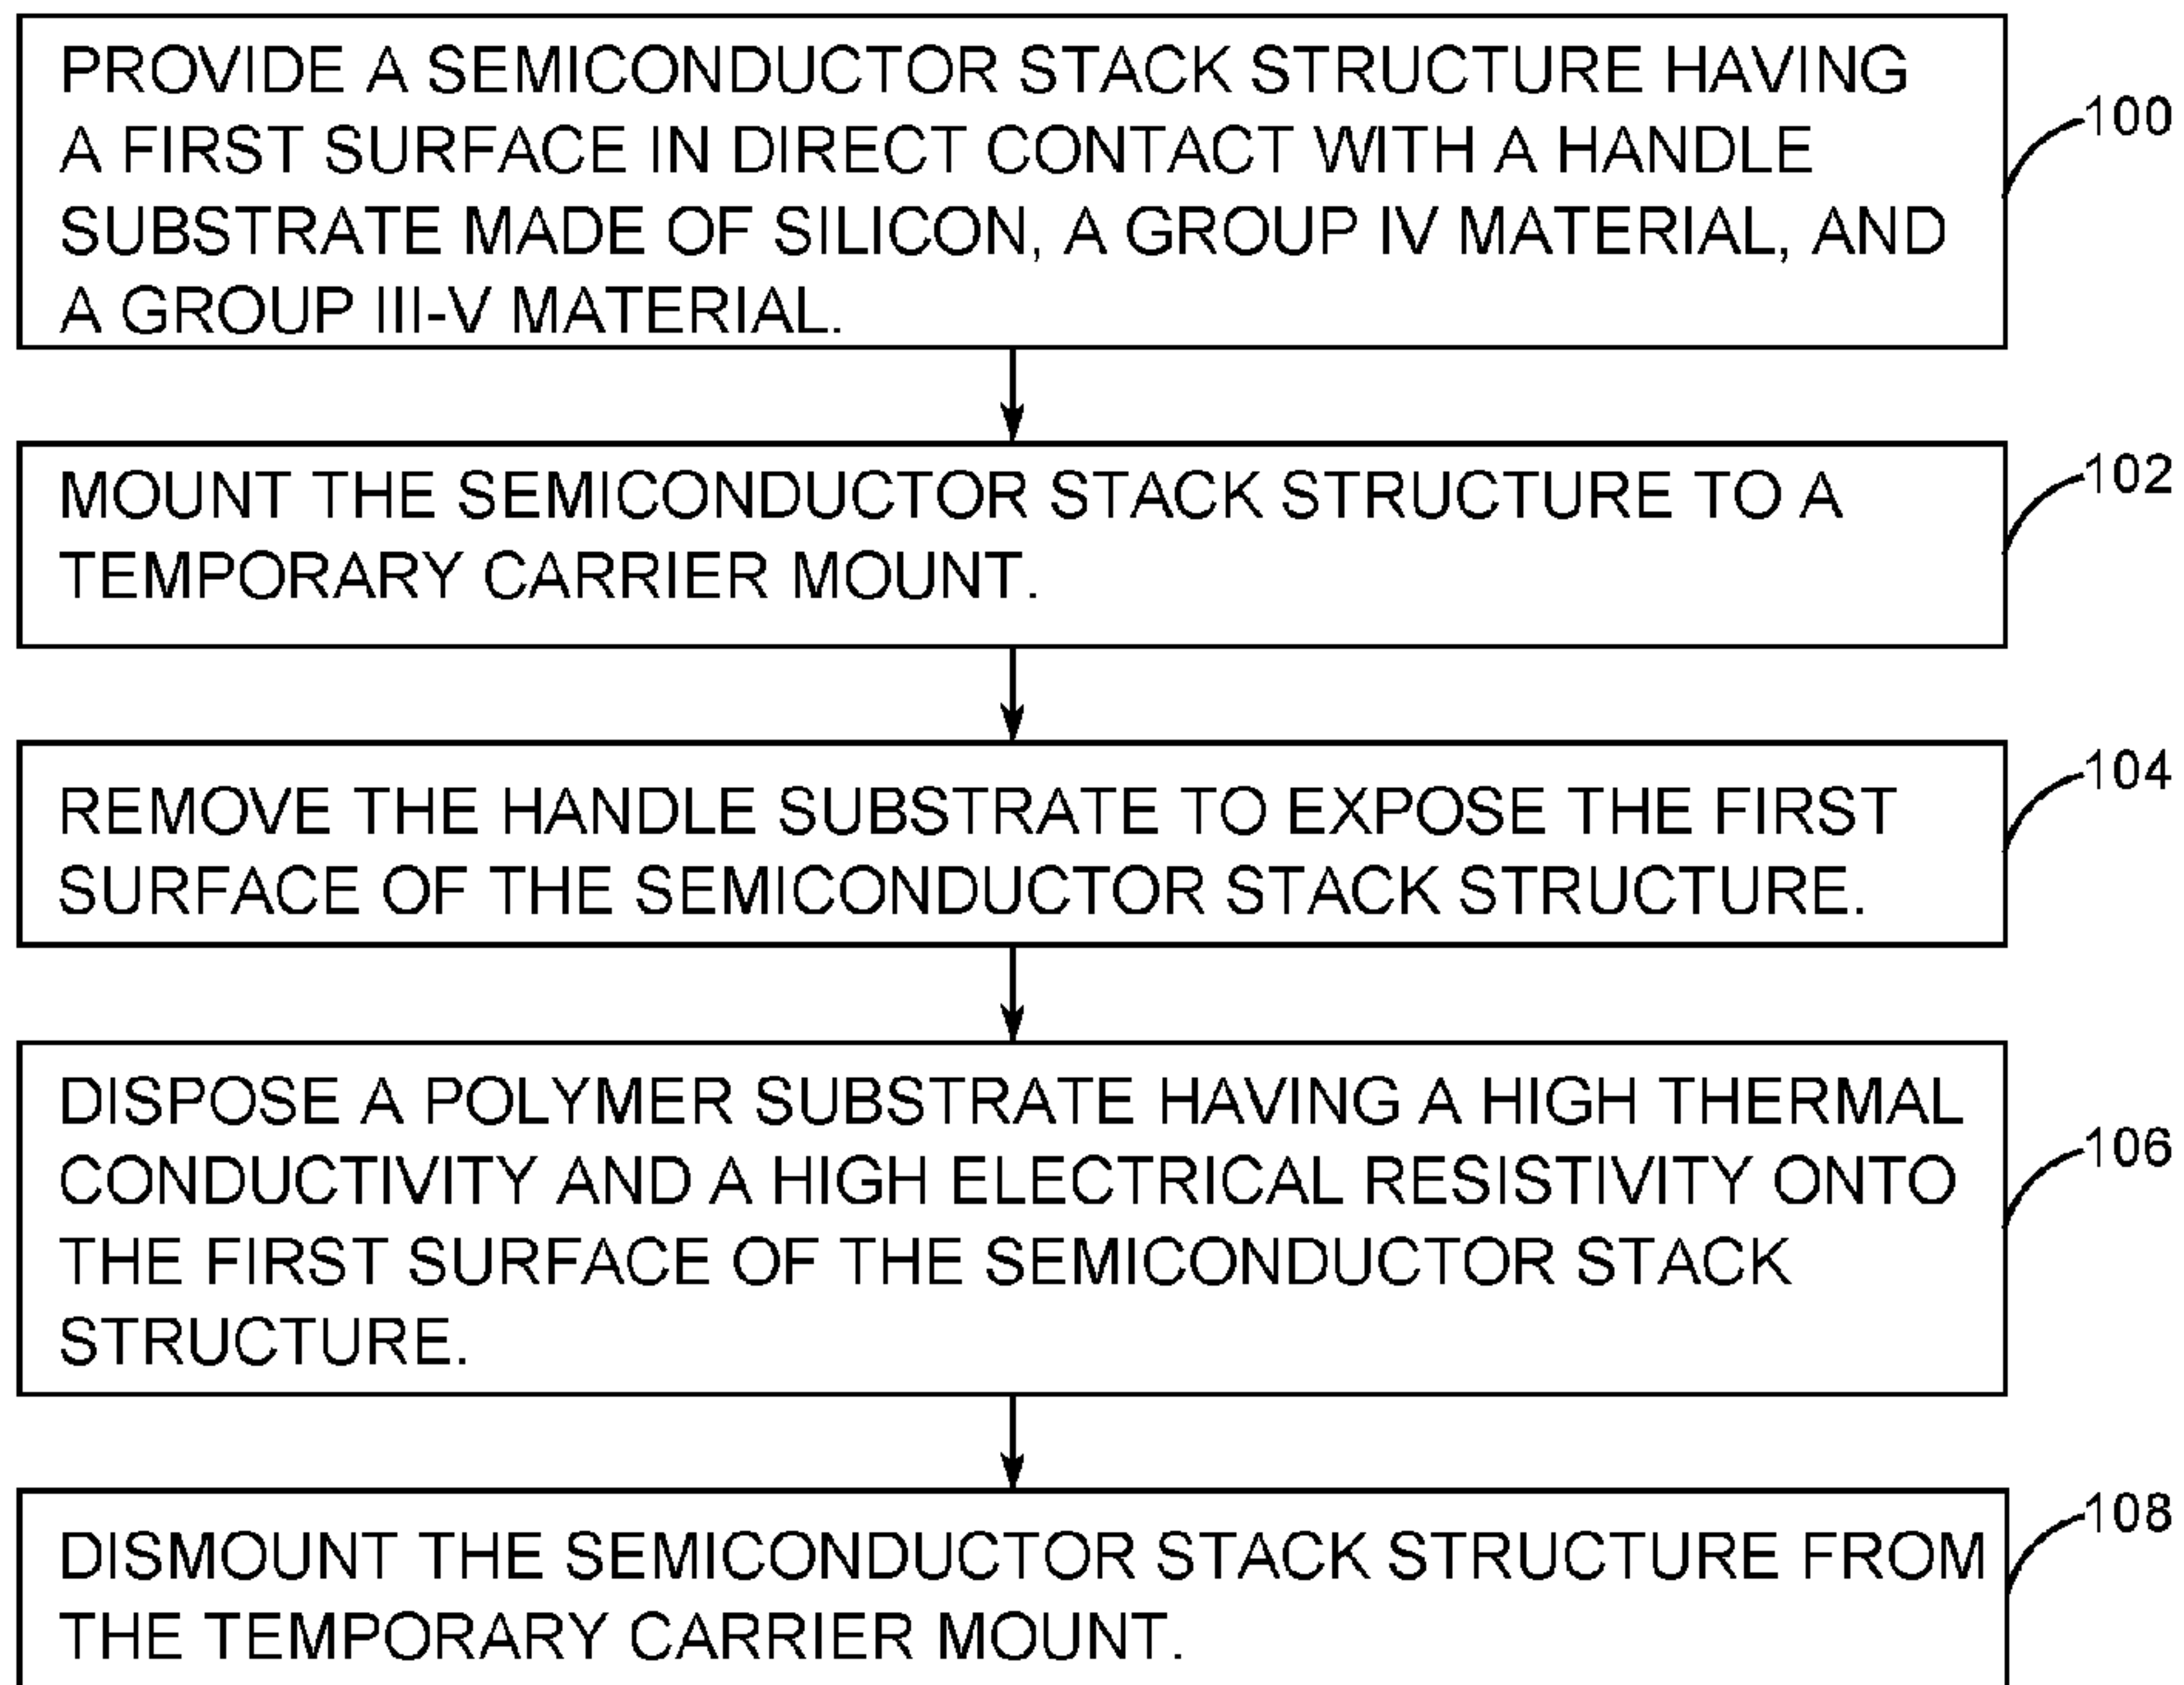 PROVIDE A SEMICONDUCTOR STACK STRUCTURE HAVING
A FIRST SURFACE IN DIRECT CONTACT WITH A HANDLE
SUBSTRATE MADE OF SILICON, A GROUP IV MATERIAL, AND
A GROUP III-V MATERIAL.
100
MOUNT THE SEMICONDUCTOR STACK STRUCTURE TO A
TEMPORARY CARRIER MOUNT.
102
REMOVE THE HANDLE SUBSTRATE TO EXPOSE THE FIRST
SURFACE OF THE SEMICONDUCTOR STACK STRUCTURE.
104
DISPOSE A POLYMER SUBSTRATE HAVING A HIGH THERMAL
CONDUCTIVITY AND A HIGH ELECTRICAL RESISTIVITY ONTO
THE FIRST SURFACE OF THE SEMICONDUCTOR STACK
STRUCTURE.
106
DISMOUNT THE SEMICONDUCTOR STACK STRUCTURE FROM
THE TEMPORARY CARRIER MOUNT.
108